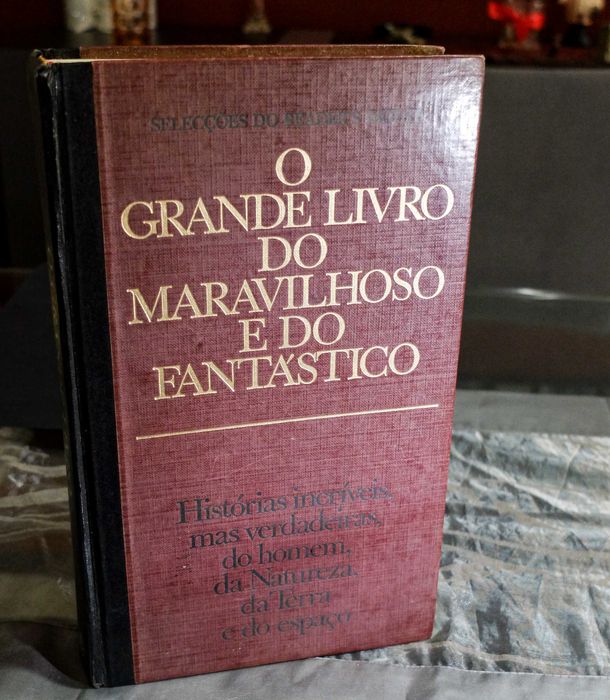 SELECÇÕES DO READER'S DIGEST
O
GRANDE LIVRO
DO
MARAVILHOSO
E DO
FANTÁSTICO
Histórias incríveis,
mas verdadeiras,
do homem,
da Natureza,
da Terra
e do espaço